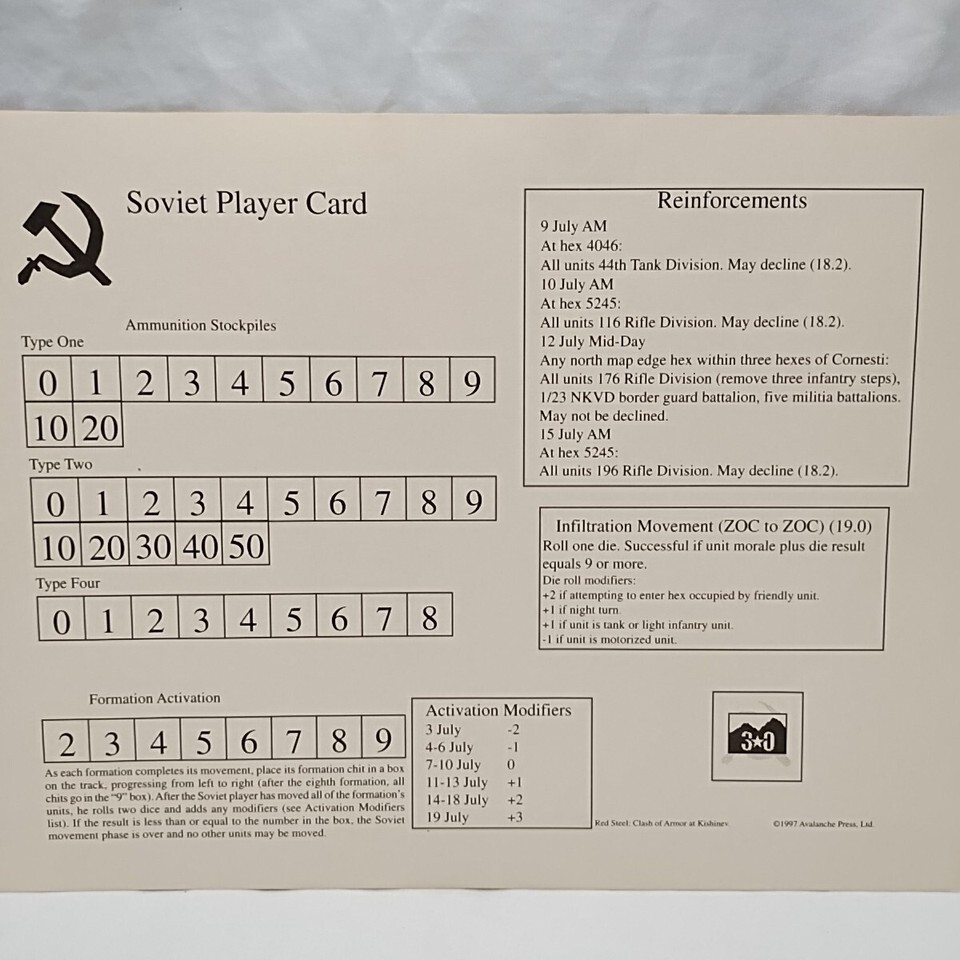 Soviet Player Card
Ammunition Stockpiles
Type One
0 1 2 3 4 5 6 7 8 9
10 20
Type Two
0 1 2 3 4 5 6 7 8 9
10 20 30 40 50
Type Four
0 1 2 3 4 5 6 7 8
Formation Activation
2 3 4 5 6 7 8 9
As each formation completes its movement, place its formation chit in a box
on the track, progressing from left to right (after the eighth formation, all
chits go in the "9" box). After the Soviet player has moved all of the formation's
units, he rolls two dice and adds any modifiers (see Activation Modifiers
list). If the result is less than or equal to the number in the box, the Soviet
movement phase is over and no other units may be moved.
Activation Modifiers
3 July -2
4-6 July -1
7-10 July 0
11-13 July +1
14-18 July +2
19 July +3
Reinforcements
9 July AM
At hex 4046:
All units 44th Tank Division. May decline (18.2).
10 July AM
At hex 5245:
All units 116 Rifle Division. May decline (18.2).
12 July Mid-Day
Any north map edge hex within three hexes of Cornesti:
All units 176 Rifle Division (remove three infantry steps),
1/23 NKVD border guard battalion, five militia battalions.
May not be declined.
15 July AM
At hex 5245:
All units 196 Rifle Division. May decline (18.2).
Infiltration Movement (ZOC to ZOC) (19.0)
Roll one die. Successful if unit morale plus die result
equals 9 or more.
Die roll modifiers:
+2 if attempting to enter hex occupied by friendly unit.
+1 if night turn.
+1 if unit is tank or light infantry unit.
-1 if unit is motorized unit.
3★0
Red Steel: Clash of Armor at Kishinev
©1997 Avalanche Press, Ltd.